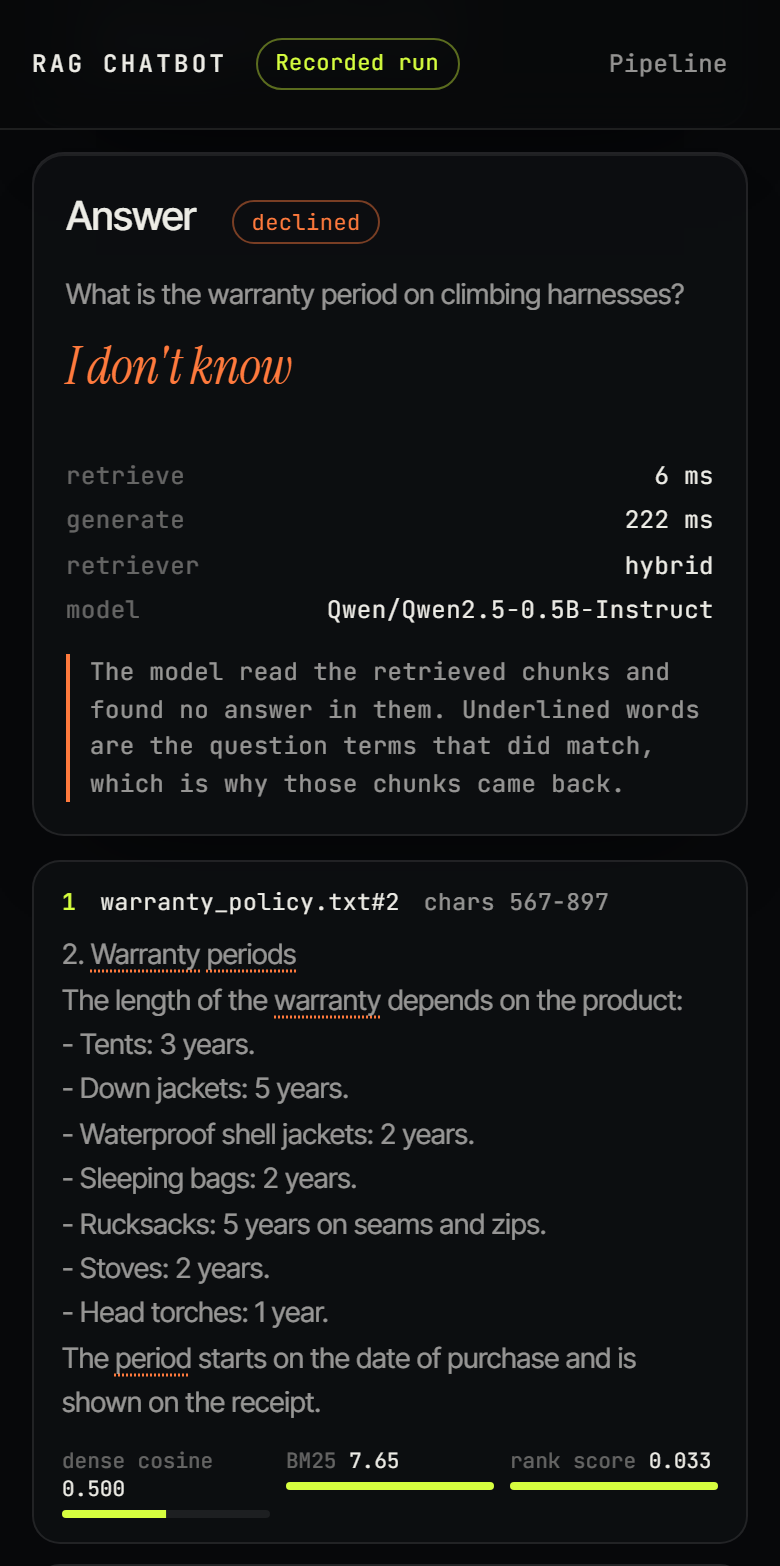 RAG CHATBOT Recorded run Pipeline
Answer declined
What is the warranty period on climbing harnesses?
I don't know
retrieve 6 ms
generate 222 ms
retriever hybrid
model Qwen/Qwen2.5-0.5B-Instruct
The model read the retrieved chunks and
found no answer in them. Underlined words
are the question terms that did match,
which is why those chunks came back.
1 warranty_policy.txt#2 chars 567-897
2. Warranty periods
The length of the warranty depends on the product:
- Tents: 3 years.
- Down jackets: 5 years.
- Waterproof shell jackets: 2 years.
- Sleeping bags: 2 years.
- Rucksacks: 5 years on seams and zips.
- Stoves: 2 years.
- Head torches: 1 year.
The period starts on the date of purchase and is
shown on the receipt.
dense cosine BM25 7.65 rank score 0.033
0.500